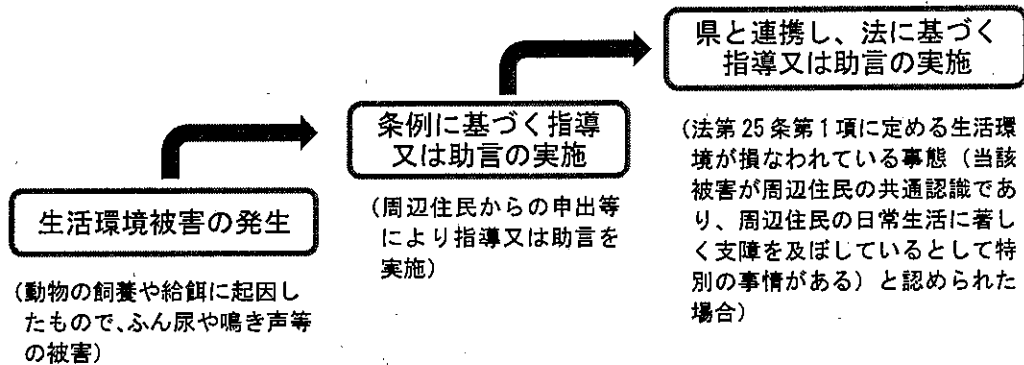 県と連携し、法に基づく
指導又は助言の実施
条例に基づく指導
又は助言の実施
(法第25条第1項に定める生活環
境が損なわれている事態（当該
被害が周辺住民の共通認識であ
り、周辺住民の日常生活に著し
く支障を及ぼしているとして特
別の事情がある）と認められた
場合)
生活環境被害の発生
(周辺住民からの申出等
により指導又は助言を
実施)
(動物の飼養や給餌に起因し
たもので、ふん尿や鳴き声等
の被害)